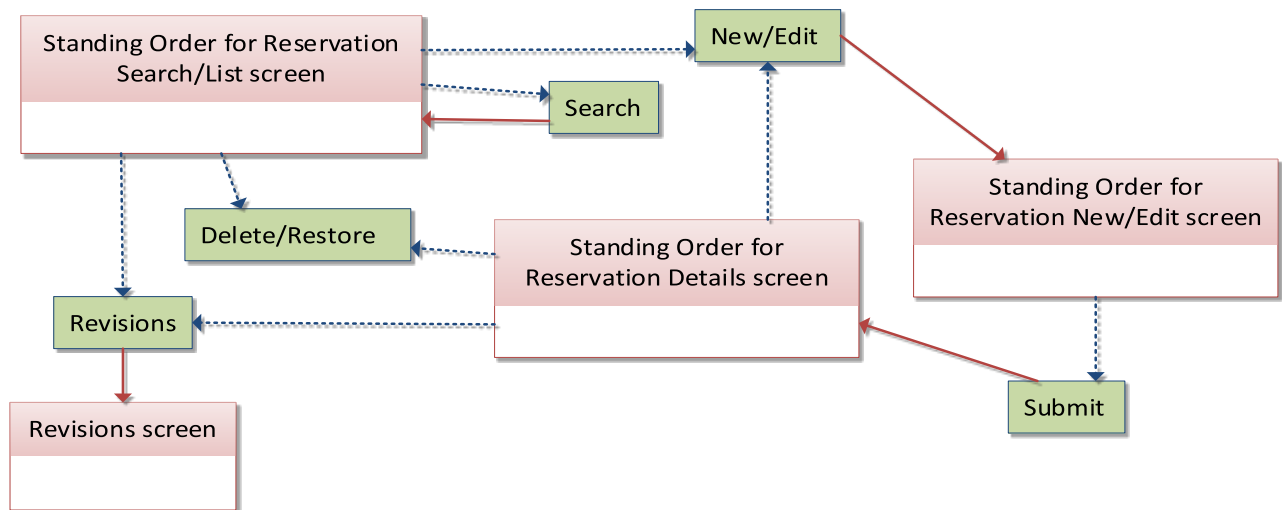 Standing Order for Reservation
Search/List screen
New/Edit
Search
Standing Order for
Reservation New/Edit screen
Delete/Restore
Standing Order for
Reservation Details screen
Revisions
Submit
Revisions screen